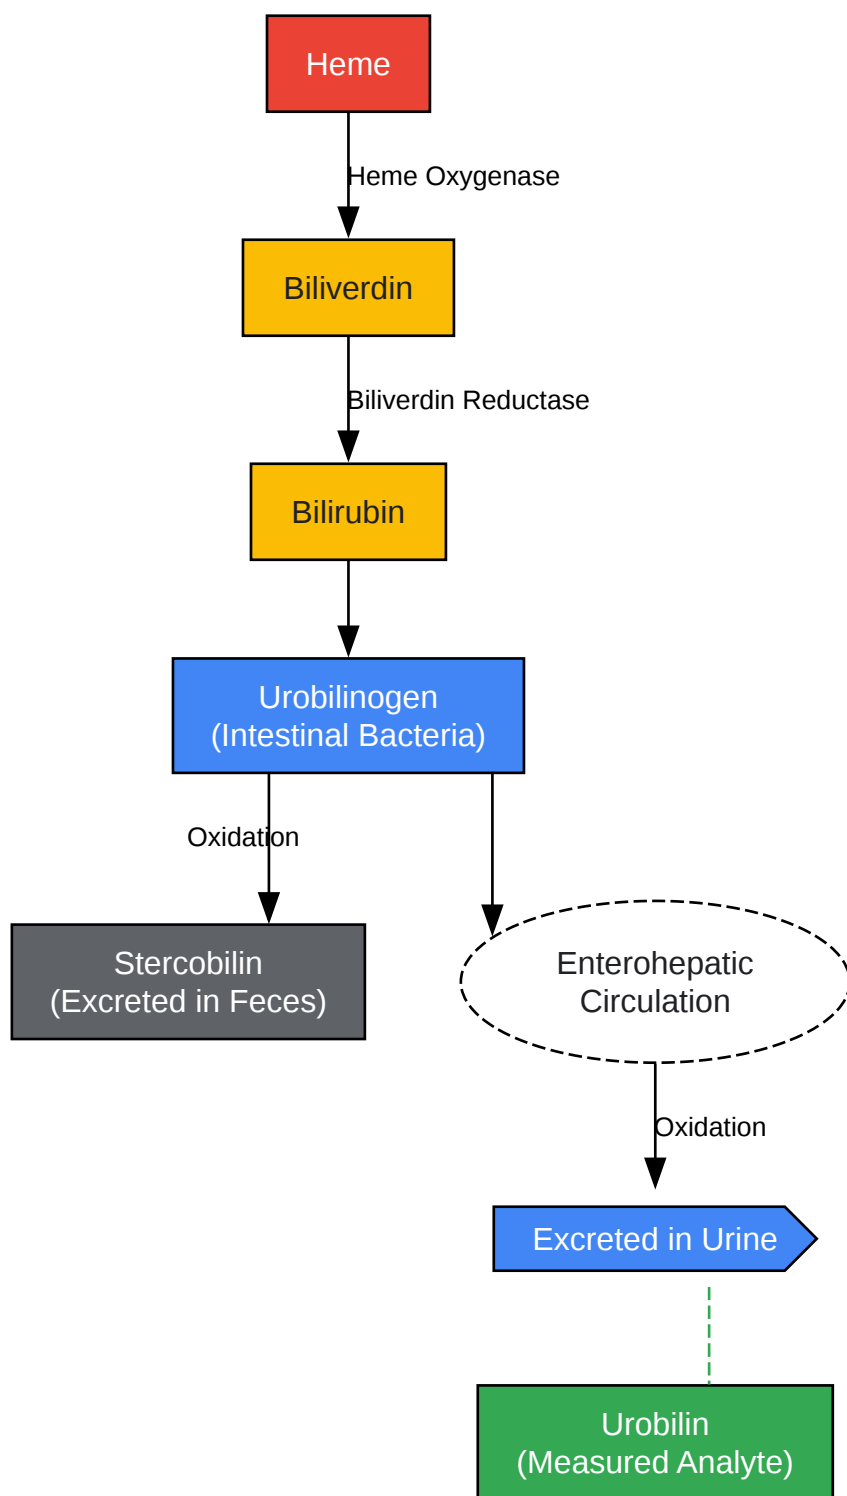 Heme
Heme Oxygenase
Biliverdin
Biliverdin Reductase
Bilirubin
Urobilinogen
(Intestinal Bacteria)
Oxidation
Stercobilin
(Excreted in Feces)
Enterohepatic
Circulation
Oxidation
Excreted in Urine
Urobilin
(Measured Analyte)